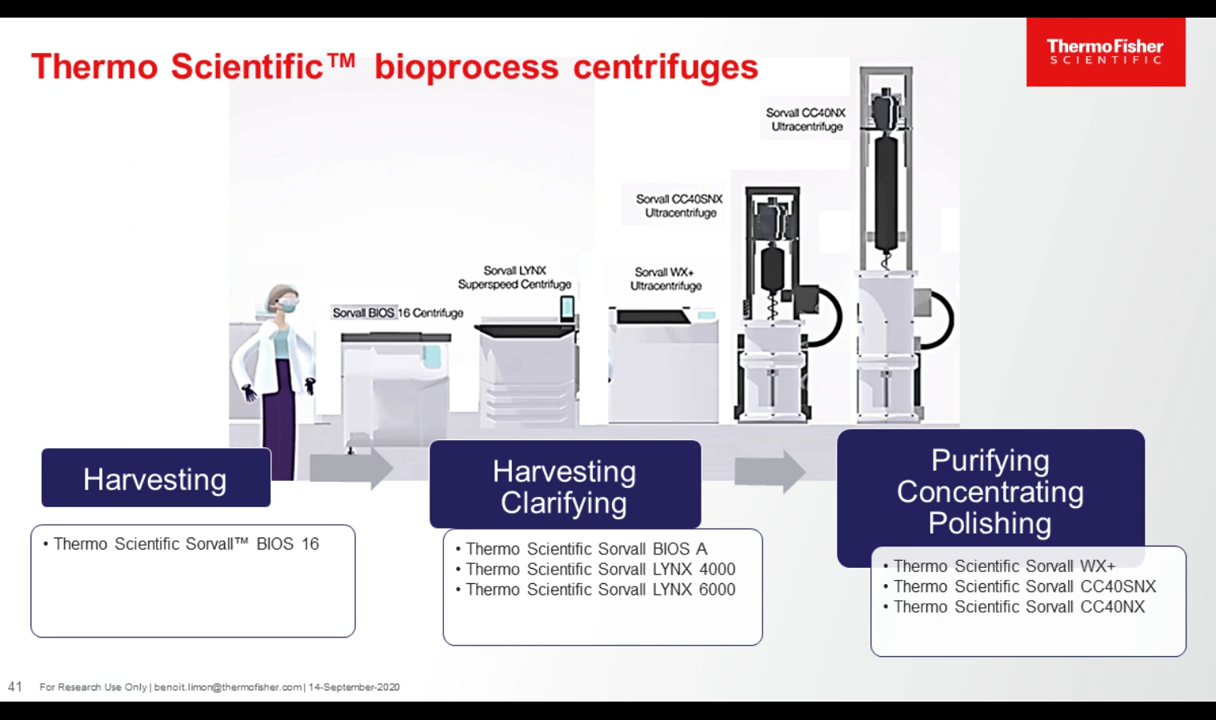 Thermo Scientific™ bioprocess centrifuges
ThermoFisher
SCIENTIFIC
Sorvall CC40NX
Ultracentrifuge
Sorvall CC40SNX
Ultracentrifuge
Sorvall LYNX
Superspeed Centrifuge
Sorvall WX+
Ultracentrifuge
Sorvall BIOS 16 Centrifuge
Harvesting
• Thermo Scientific Sorvall™ BIOS 16
Harvesting
Clarifying
• Thermo Scientific Sorvall BIOS A
• Thermo Scientific Sorvall LYNX 4000
• Thermo Scientific Sorvall LYNX 6000
Purifying
Concentrating
Polishing
• Thermo Scientific Sorvall WX+
• Thermo Scientific Sorvall CC40SNX
• Thermo Scientific Sorvall CC40NX
41 For Research Use Only | benoit.limon@thermofisher.com | 14-September-2020